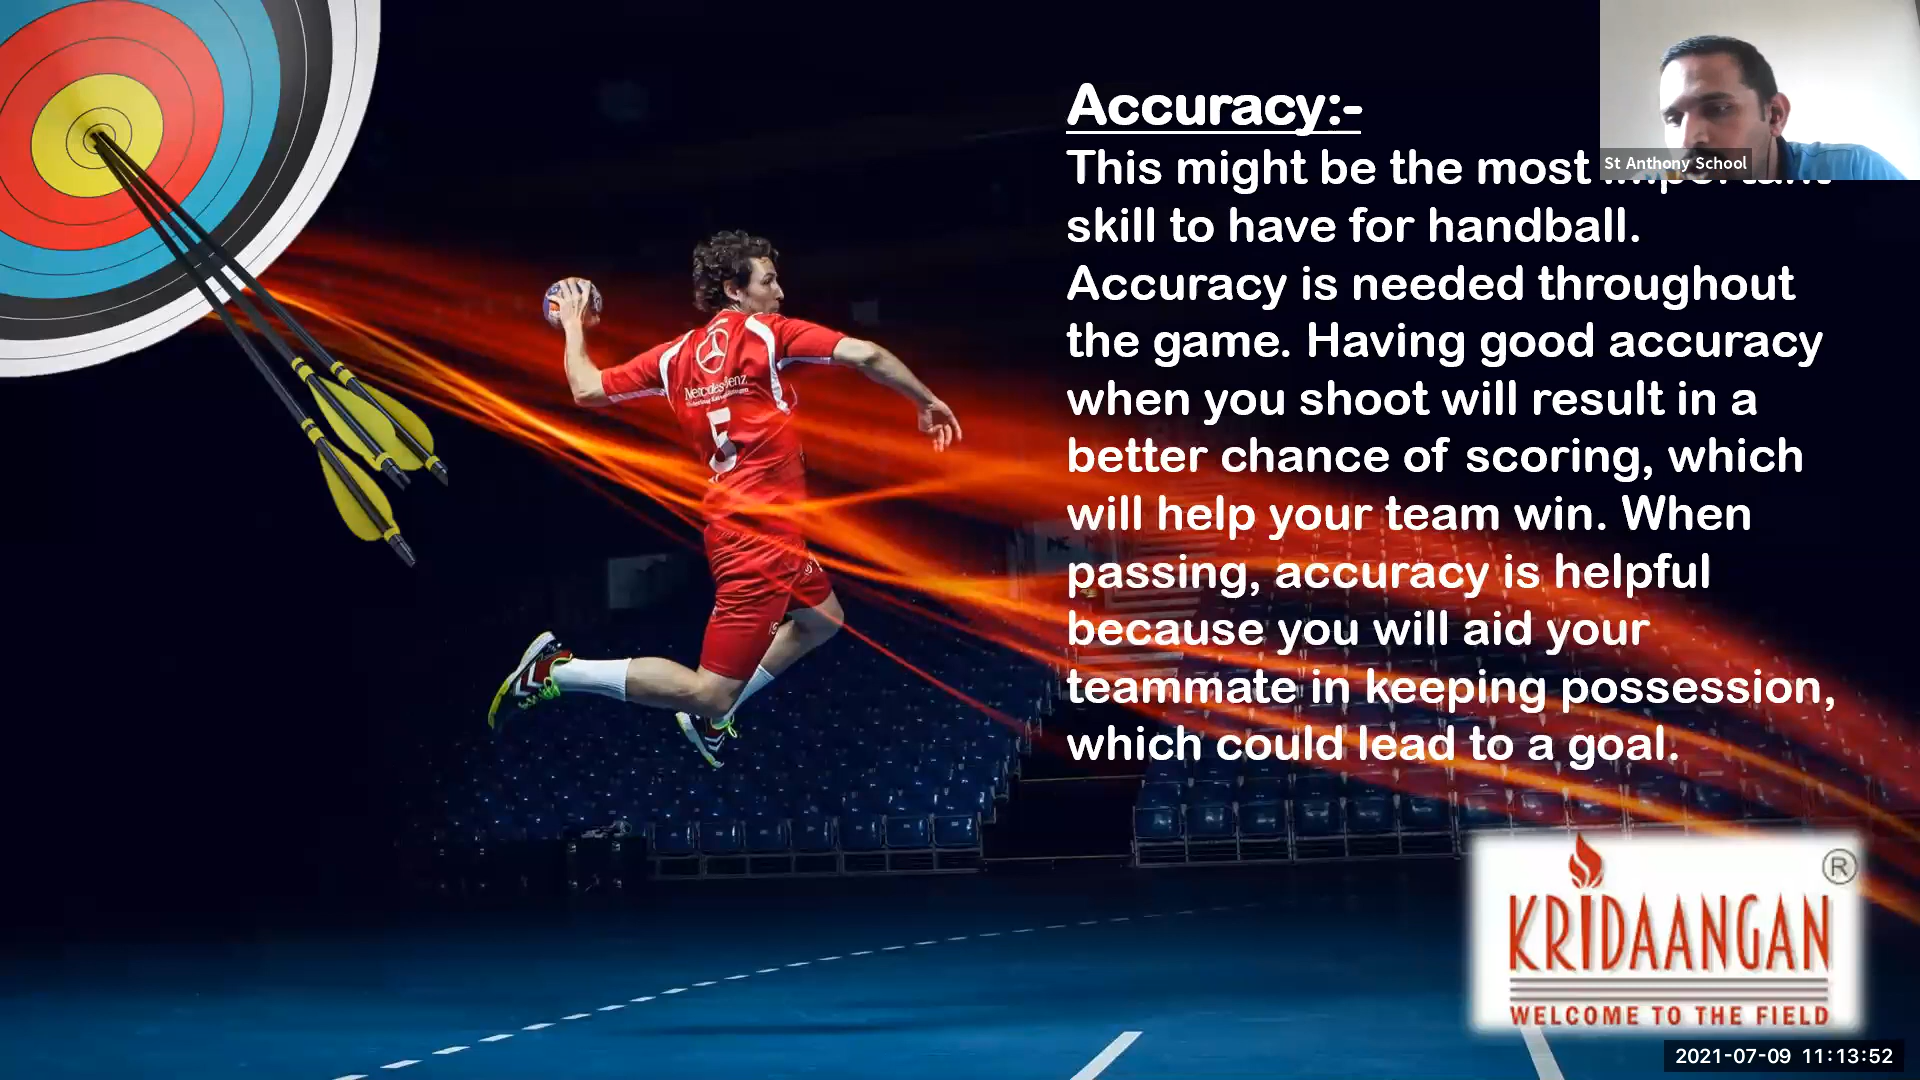 Accuracy:-
This might be the most
skill to have for handball.
Accuracy is needed throughout
the game. Having good accuracy
when you shoot will result in a
better chance of scoring, which
will help your team win. When
passing, accuracy is helpful
because you will aid your
teammate in keeping possession,
which could lead to a goal.
St Anthony School
Mercedes-Benz
5
KRIDAANGAN
®
WELCOME TO THE FIELD
2021-07-09 11:13:52